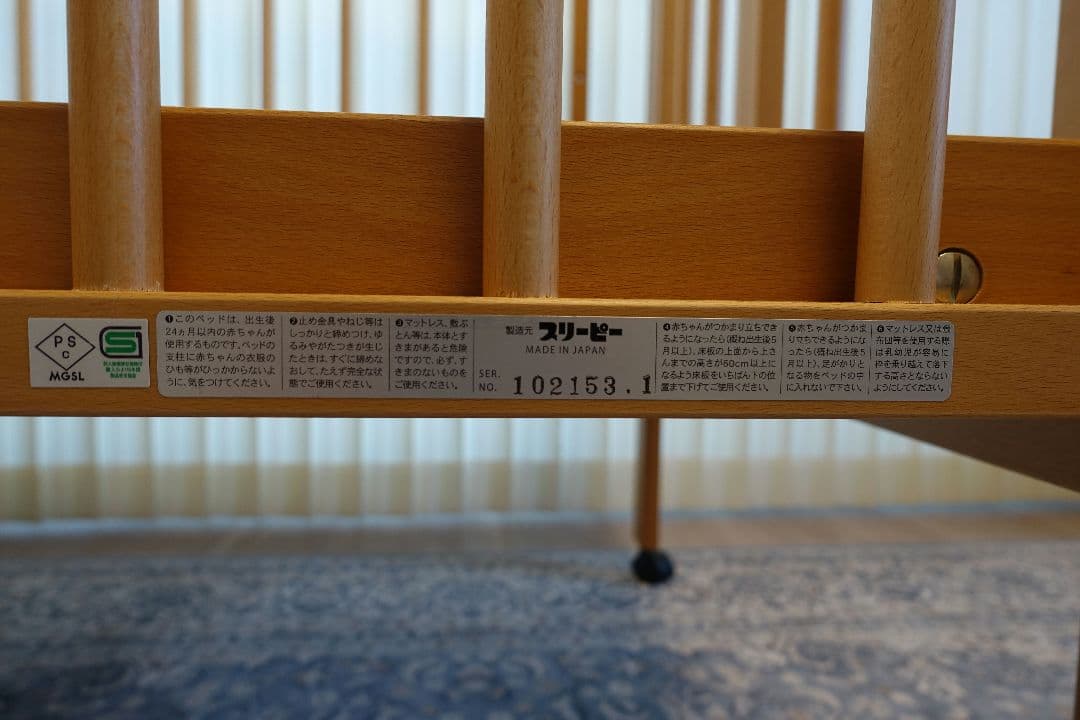 PS
C
MGSL
❶このベッドは、出生後
24ヵ月以内の赤ちゃんが
使用するものです。ベッドの
支柱に赤ちゃんの衣服の
ひも等がひっかからないよ
うに、気をつけてください。
❷止め金具やねじ等は
しっかりと締めつけ、ゆ
るみやがたつきが生じ
たときは、すぐに締めな
おして、たえず完全な状
態でご使用ください。
❸マットレス、敷ぶ
とん等は、本体とす
きまがあると危険
ですので、必ず、す
きまのないものを
ご使用ください。
製造元 スリーピー
MADE IN JAPAN
SER.
NO. 102153.1
❹赤ちゃんがつかまり立ちでき
るようになったら(概ね出生後5
月以上)、床板の上面から上さ
んまでの高さが60cm以上に
なるよう床板をいちばん下の位
置まで下げてご使用ください。
❺赤ちゃんがつかま
り立ちできるようにな
ったら(概ね出生後5
月以上)、足がかりと
なる物をベッドの中
に入れないで下さい。
❻マットレス又は敷
布団等を使用する際
は乳幼児が容易に
枠を乗り越えて落下
する高さとならない
ようにしてください。